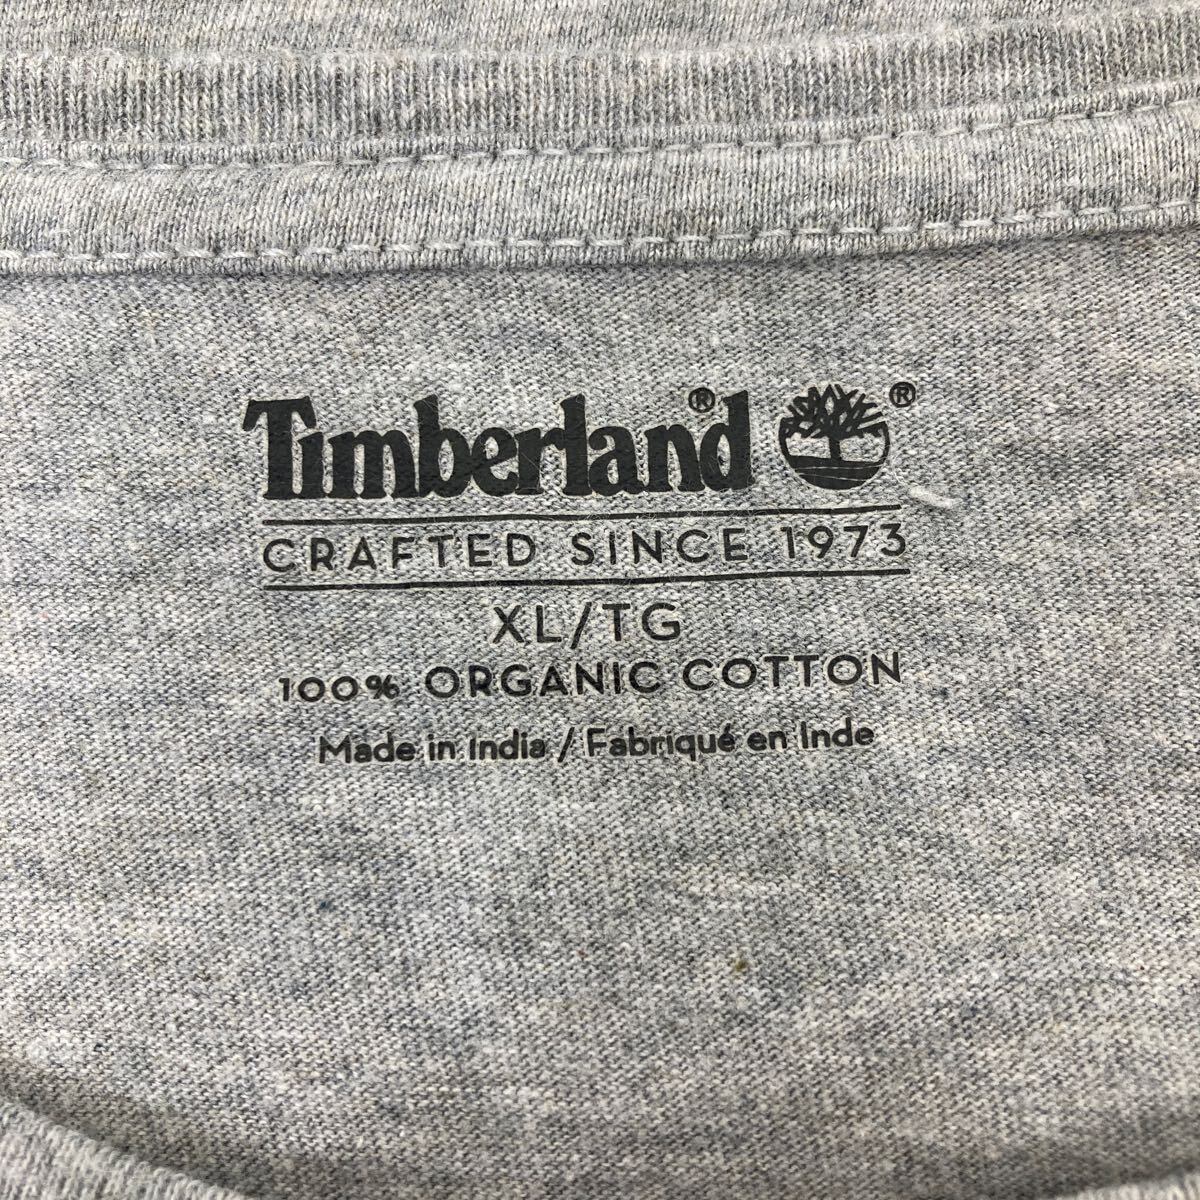 Timberland® ®
CRAFTED SINCE 1973
XL/TG
100% ORGANIC COTTON
Made in India / Fabriqué en Inde